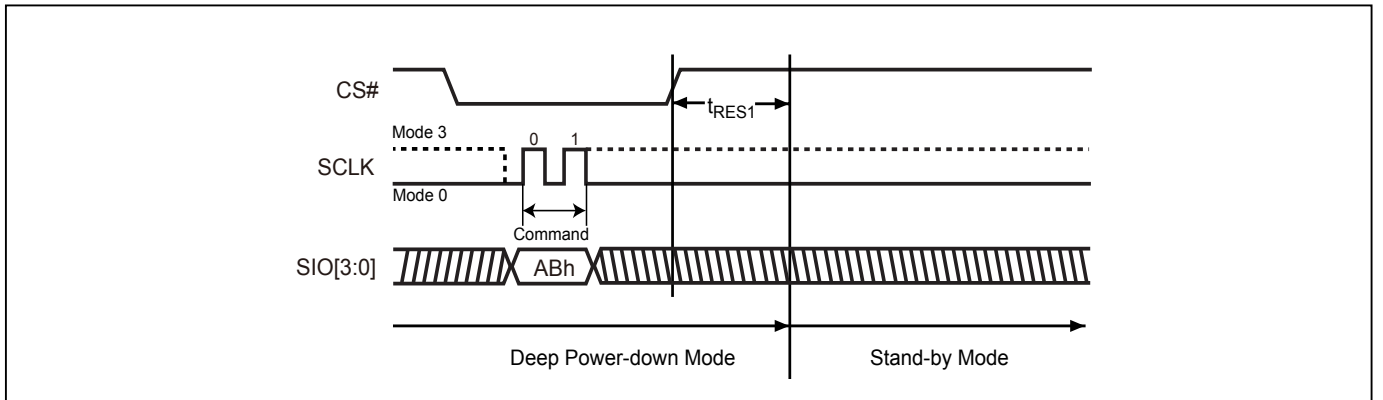 CS#
tRES1
Mode 3
0 1
SCLK
Mode 0
Command
SIO[3:0]
ABh
Deep Power-down Mode
Stand-by Mode